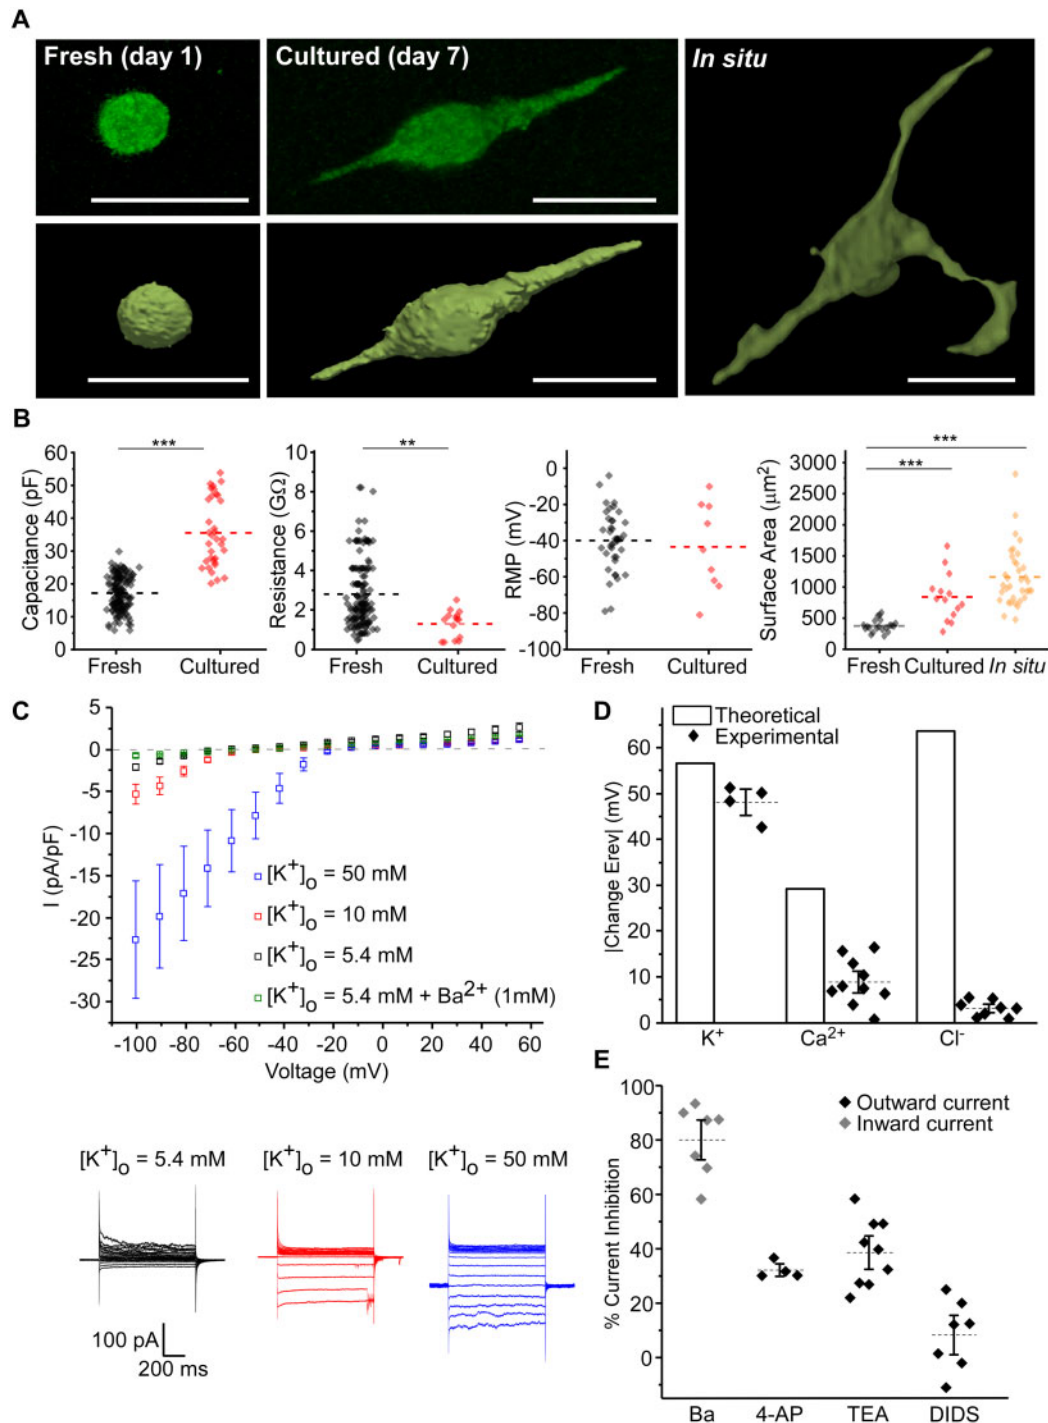 A
Fresh (day 1)
Cultured (day 7)
In situ
B
Capacitance (pF)
60
50
40
30
20
10
0
***
Fresh
Cultured
Resistance (GΩ)
10
8
6
4
2
0
**
Fresh
Cultured
RMP (mV)
0
-20
-40
-60
-80
-100
Fresh
Cultured
Surface Area (μm²)
3000
2500
2000
1500
1000
500
0
***
***
Fresh
Cultured
In situ
C
I (pA/pF)
5
0
-5
-10
-15
-20
-25
-30
[K⁺]ₒ = 50 mM
[K⁺]ₒ = 10 mM
[K⁺]ₒ = 5.4 mM
[K⁺]ₒ = 5.4 mM + Ba²⁺ (1mM)
-100 -80 -60 -40 -20 0 20 40 60
Voltage (mV)
[K⁺]ₒ = 5.4 mM
[K⁺]ₒ = 10 mM
[K⁺]ₒ = 50 mM
100 pA
200 ms
D
Theoretical
Experimental
|Change Erev| (mV)
60
50
40
30
20
10
0
K⁺
Ca²⁺
Cl⁻
E
Outward current
Inward current
% Current Inhibition
100
80
60
40
20
0
Ba
4-AP
TEA
DIDS